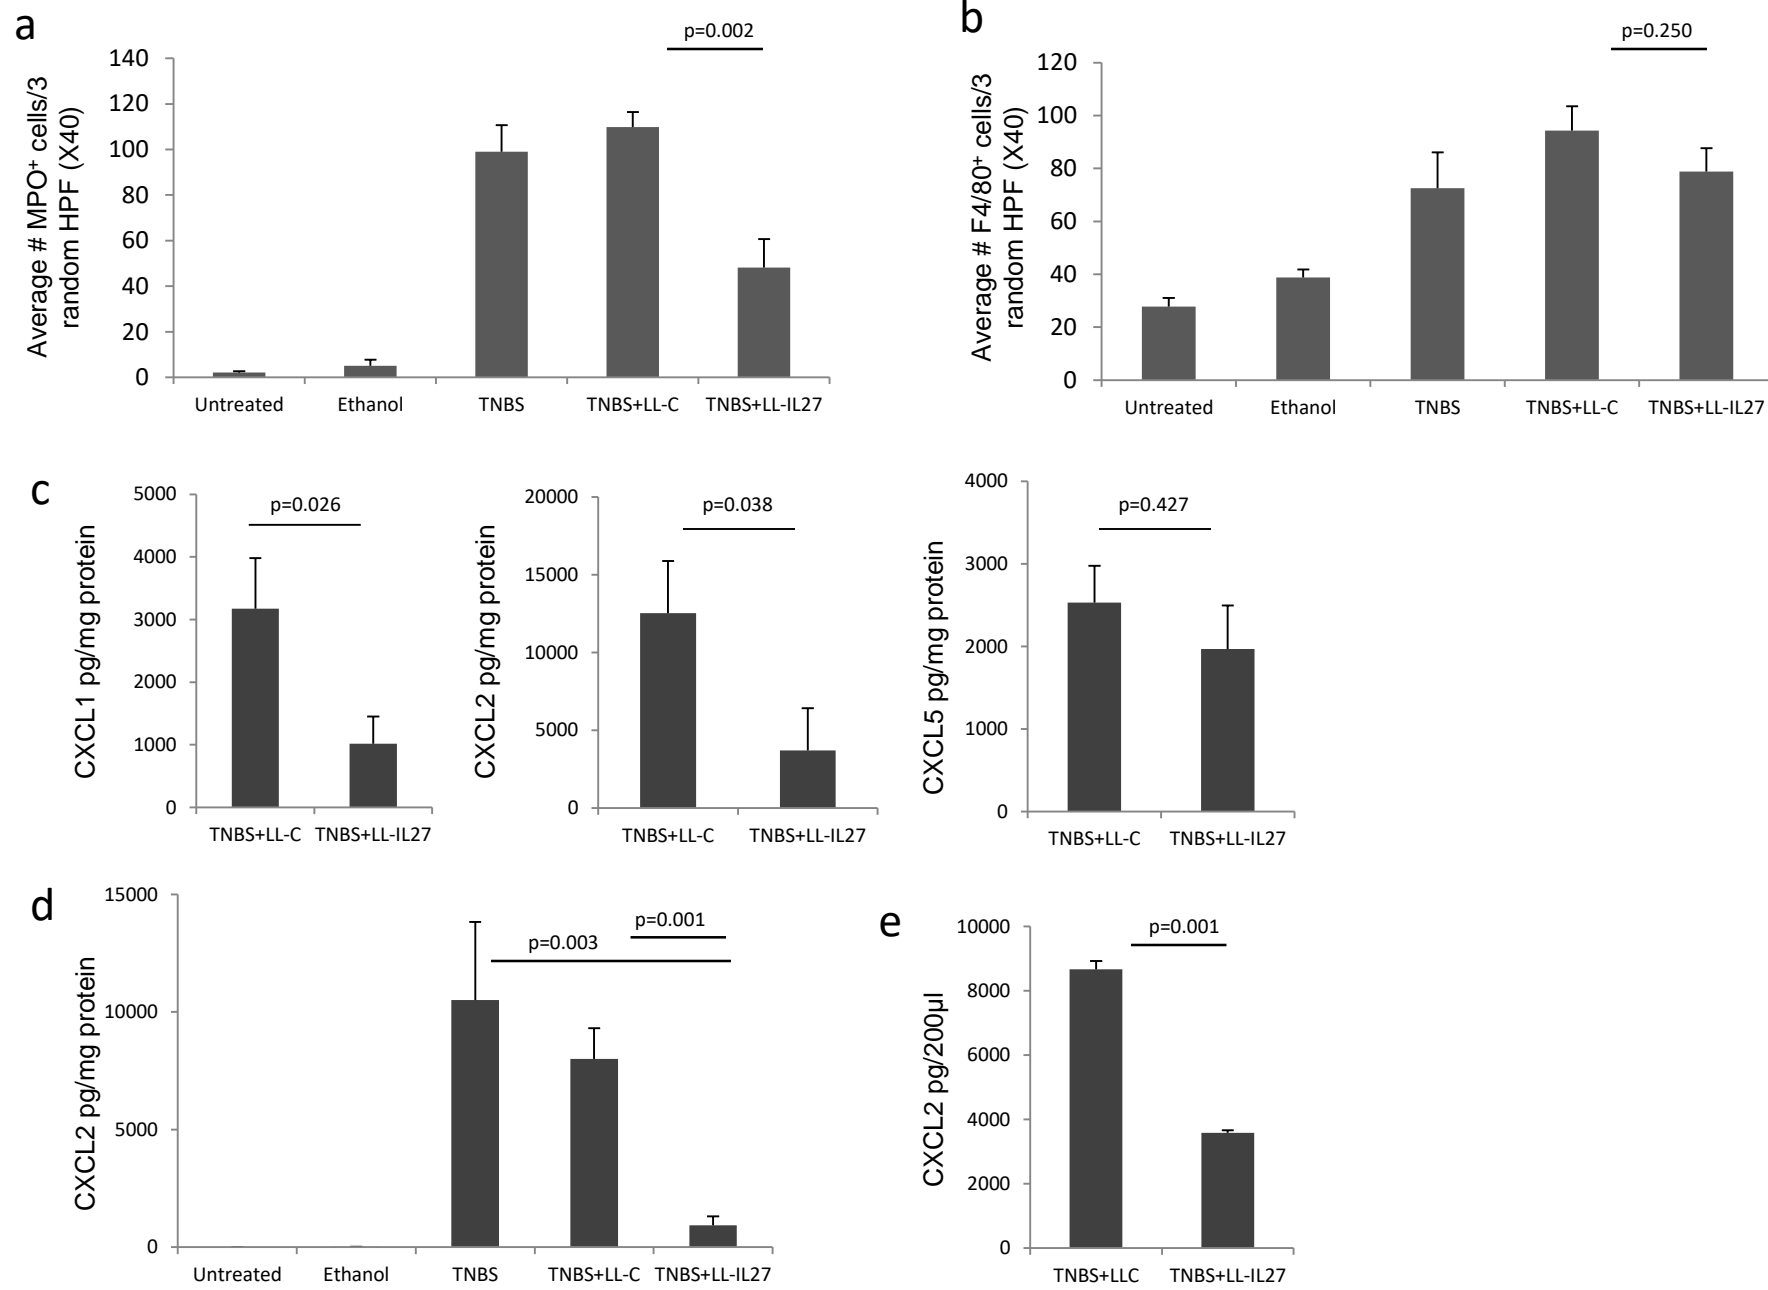 a
p=0.002
Average # MPO⁺ cells/3
random HPF (X40)
140
120
100
80
60
40
20
0
Untreated
Ethanol
TNBS
TNBS+LL-C
TNBS+LL-IL27
b
p=0.250
Average # F4/80⁺ cells/3
random HPF (X40)
120
100
80
60
40
20
0
Untreated
Ethanol
TNBS
TNBS+LL-C
TNBS+LL-IL27
c
p=0.026
CXCL1 pg/mg protein
5000
4000
3000
2000
1000
0
TNBS+LL-C
TNBS+LL-IL27
p=0.038
CXCL2 pg/mg protein
20000
15000
10000
5000
0
TNBS+LL-C
TNBS+LL-IL27
p=0.427
CXCL5 pg/mg protein
4000
3000
2000
1000
0
TNBS+LL-C
TNBS+LL-IL27
d
p=0.001
p=0.003
CXCL2 pg/mg protein
15000
10000
5000
0
Untreated
Ethanol
TNBS
TNBS+LL-C
TNBS+LL-IL27
e
p=0.001
CXCL2 pg/200µl
10000
8000
6000
4000
2000
0
TNBS+LLC
TNBS+LL-IL27